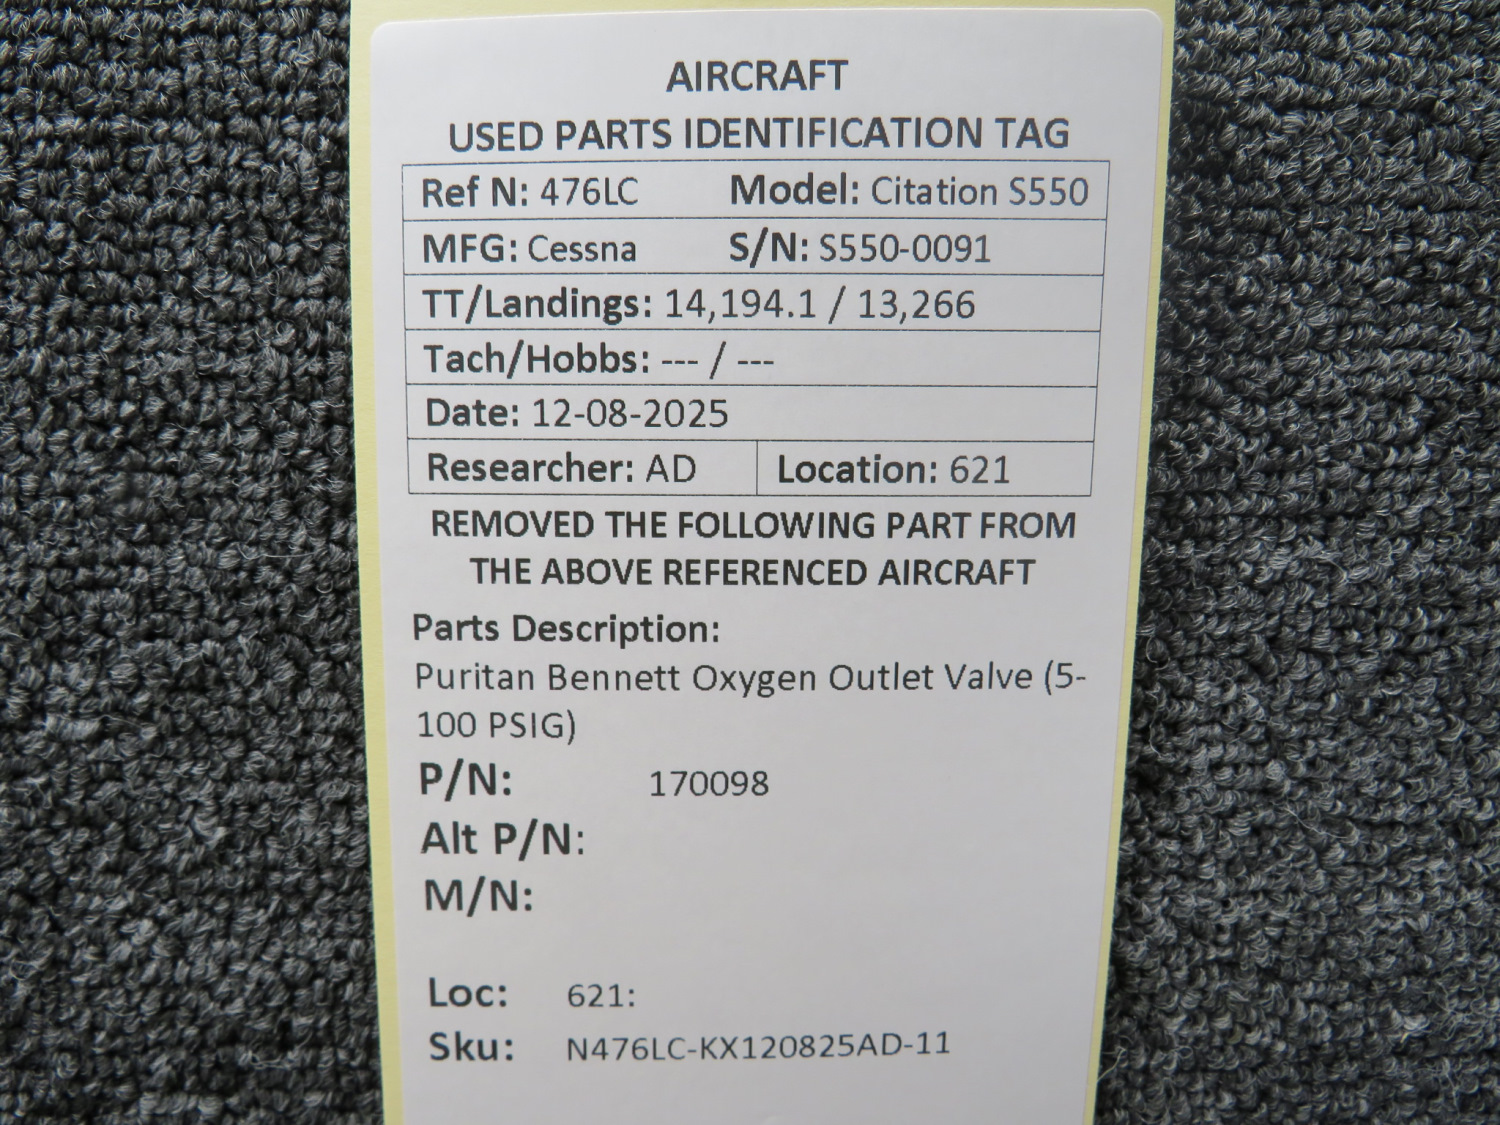 AIRCRAFT
USED PARTS IDENTIFICATION TAG
Ref N: 476LC Model: Citation S550
MFG: Cessna S/N: S550-0091
TT/Landings: 14,194.1 / 13,266
Tach/Hobbs: --- / ---
Date: 12-08-2025
Researcher: AD Location: 621
REMOVED THE FOLLOWING PART FROM
THE ABOVE REFERENCED AIRCRAFT
Parts Description:
Puritan Bennett Oxygen Outlet Valve (5-
100 PSIG)
P/N: 170098
Alt P/N:
M/N:
Loc: 621:
Sku: N476LC-KX120825AD-11